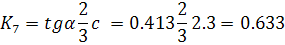 K₇ = tgα 2/3 c = 0.413 2/3 2.3 = 0.633